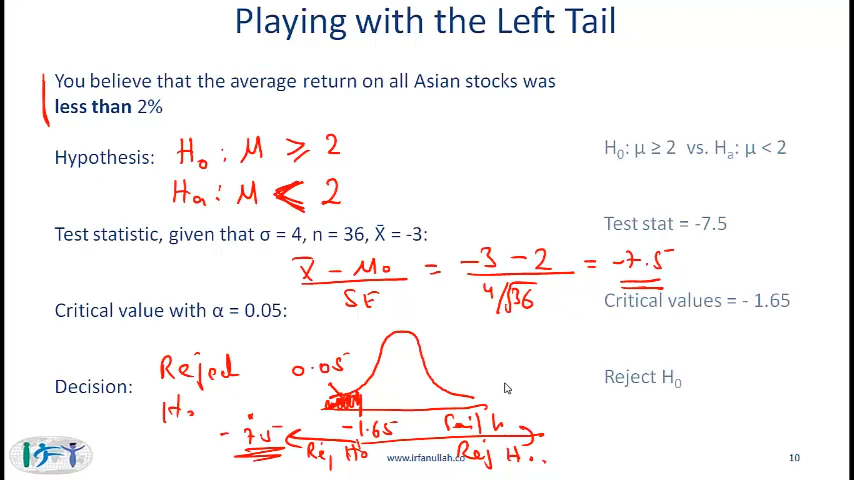 Playing with the Left Tail
You believe that the average return on all Asian stocks was
less than 2%
Hypothesis:
H₀ : μ ≥ 2
Hₐ : μ < 2
H₀: μ ≥ 2 vs. Hₐ: μ < 2
Test statistic, given that σ = 4, n = 36, X̄ = -3:
Test stat = -7.5
X̄ - μ₀ / SE = -3 - 2 / 4/√36 = -7.5
Critical value with α = 0.05:
Critical values = - 1.65
0.05
Decision:
Reject
H₀
Reject H₀
-7.5
-1.65
Fail to
Rej H₀
Rej H₀
www.irfanullah.co
10